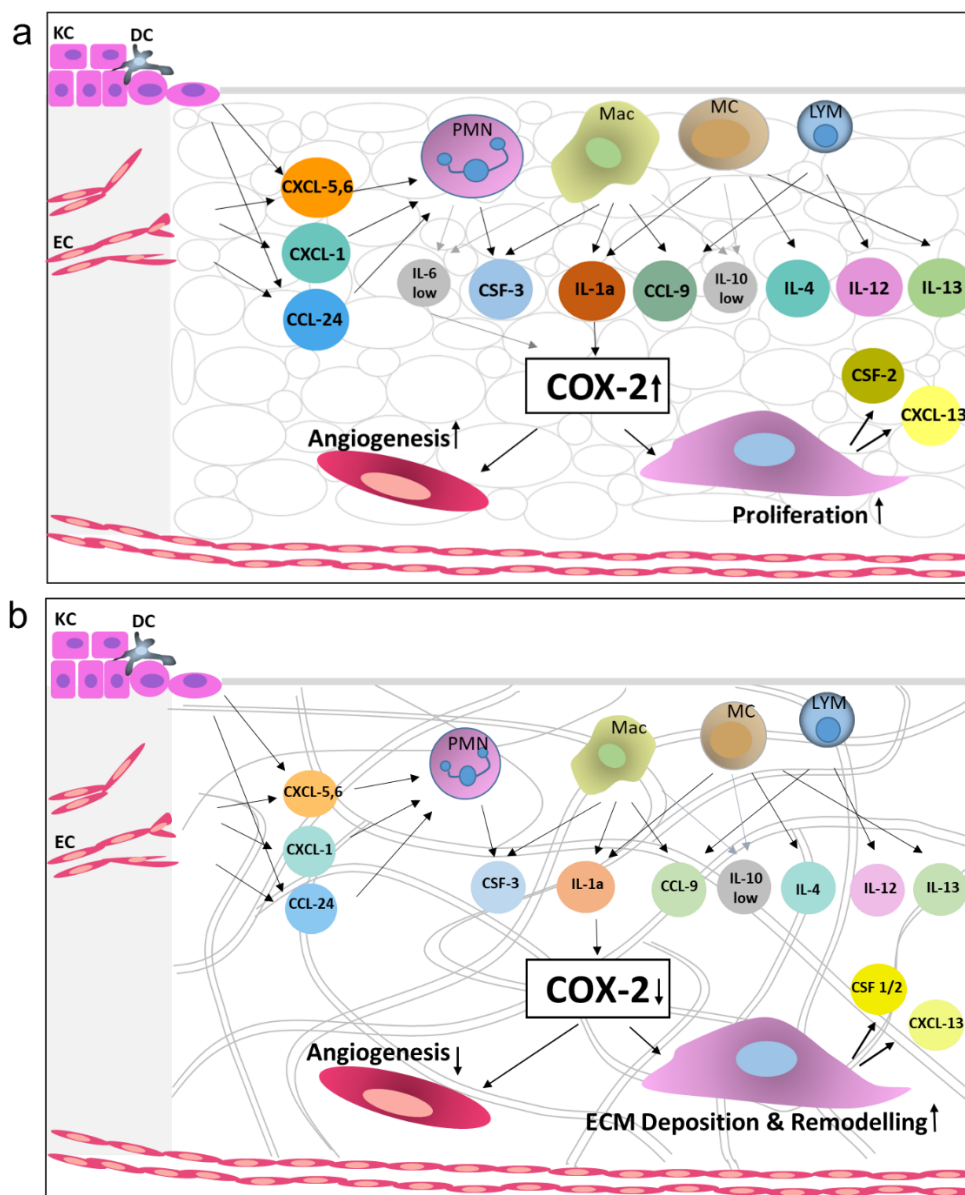 a
KC
DC
PMN
Mac
MC
LYM
CXCL-5,6
EC
CXCL-1
IL-6
low
CSF-3
IL-1a
CCL-9
IL-10
low
IL-4
IL-12
IL-13
CCL-24
COX-2↑
CSF-2
CXCL-13
Angiogenesis↑
Proliferation ↑
b
KC
DC
PMN
Mac
MC
LYM
CXCL-5,6
EC
CXCL-1
CSF-3
IL-1a
CCL-9
IL-10
low
IL-4
IL-12
IL-13
CCL-24
COX-2↓
CSF 1/2
CXCL-13
Angiogenesis↓
ECM Deposition & Remodelling↑